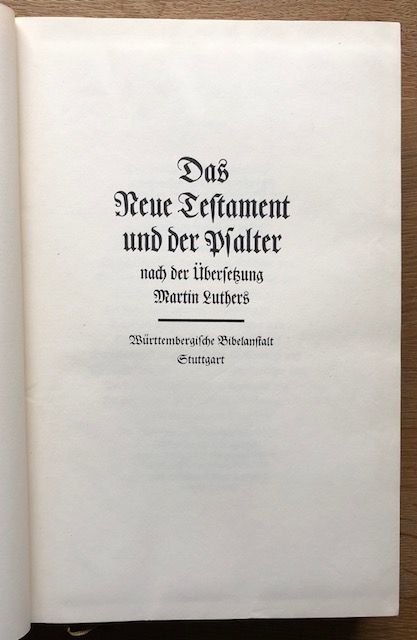 Das
Neue Teſtament
und der Pſalter
nach der Überſetzung
Martin Luthers
Württembergiſche Bibelanſtalt
Stuttgart